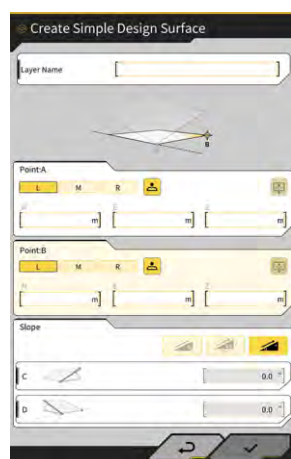 Create Simple Design Surface
Layer Name [ ]
B
Point:A
L M R
N E Z
[ m] [ m] [ m]
Point:B
L M R
N E Z
[ m] [ m] [ m]
Slope
C [ 0.0 °]
D [ 0.0 °]